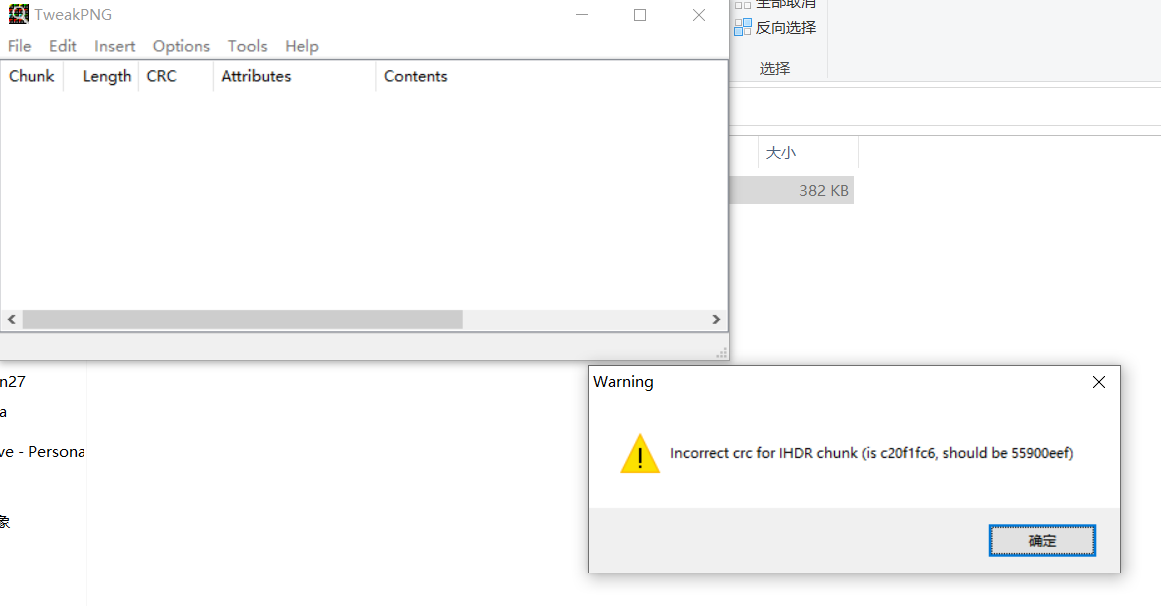 TweakPNG
File Edit Insert Options Tools Help
Chunk Length CRC Attributes Contents
全部取消
反向选择
选择
大小
382 KB
n27
a
ve - Persona
象
Warning
Incorrect crc for IHDR chunk (is c20f1fc6, should be 55900eef)
确定